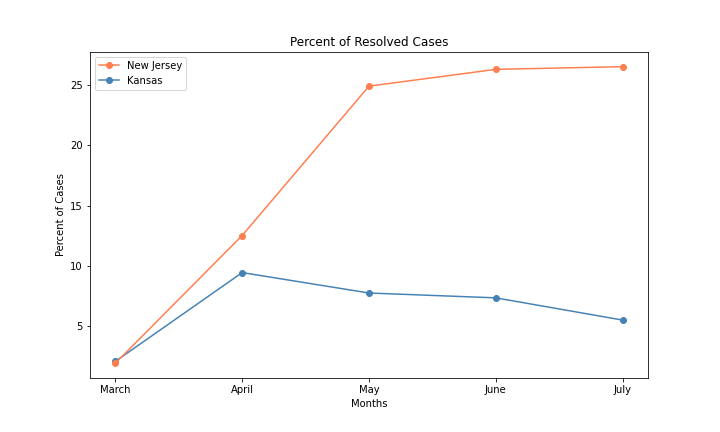 Percent of Resolved Cases
New Jersey
Kansas
Percent of Cases
25
20
15
10
5
March
April
May
June
July
Months